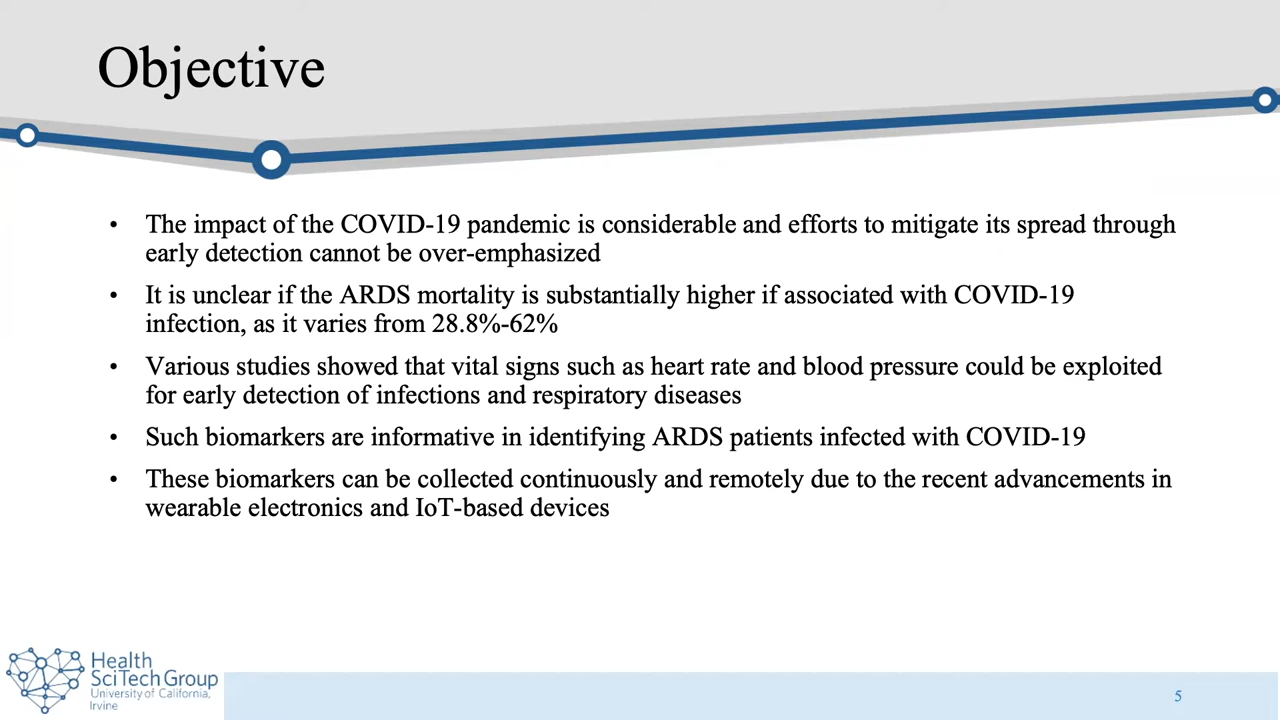 Objective
• The impact of the COVID-19 pandemic is considerable and efforts to mitigate its spread through
early detection cannot be over-emphasized
• It is unclear if the ARDS mortality is substantially higher if associated with COVID-19
infection, as it varies from 28.8%-62%
• Various studies showed that vital signs such as heart rate and blood pressure could be exploited
for early detection of infections and respiratory diseases
• Such biomarkers are informative in identifying ARDS patients infected with COVID-19
• These biomarkers can be collected continuously and remotely due to the recent advancements in
wearable electronics and IoT-based devices
Health
SciTech Group
University of California,
Irvine
5